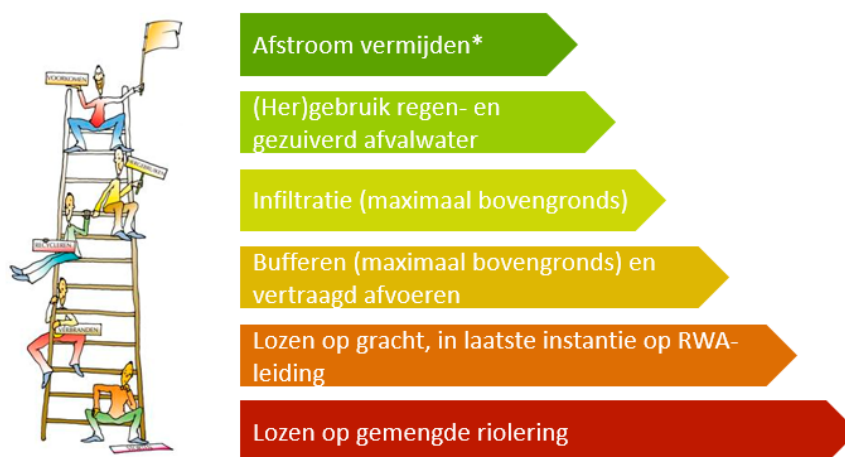 VOORKOMEN
HERGEBRUIKEN
RECYCLEREN
VERBRANDEN
STORTEN
Afstroom vermijden*
(Her)gebruik regen- en
gezuiverd afvalwater
Infiltratie (maximaal bovengronds)
Bufferen (maximaal bovengronds) en
vertraagd afvoeren
Lozen op gracht, in laatste instantie op RWA-
leiding
Lozen op gemengde riolering